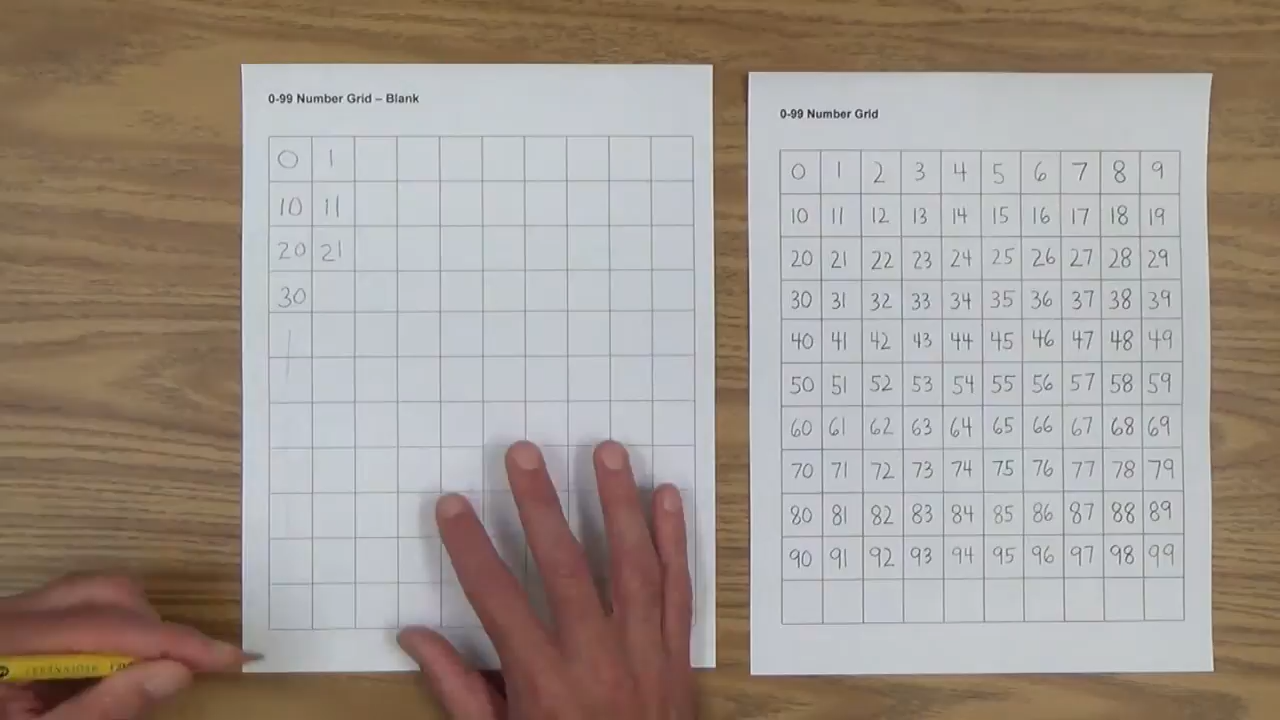 0-99 Number Grid – Blank
0 1
10 11
20 21
30
0-99 Number Grid
0 1 2 3 4 5 6 7 8 9
10 11 12 13 14 15 16 17 18 19
20 21 22 23 24 25 26 27 28 29
30 31 32 33 34 35 36 37 38 39
40 41 42 43 44 45 46 47 48 49
50 51 52 53 54 55 56 57 58 59
60 61 62 63 64 65 66 67 68 69
70 71 72 73 74 75 76 77 78 79
80 81 82 83 84 85 86 87 88 89
90 91 92 93 94 95 96 97 98 99